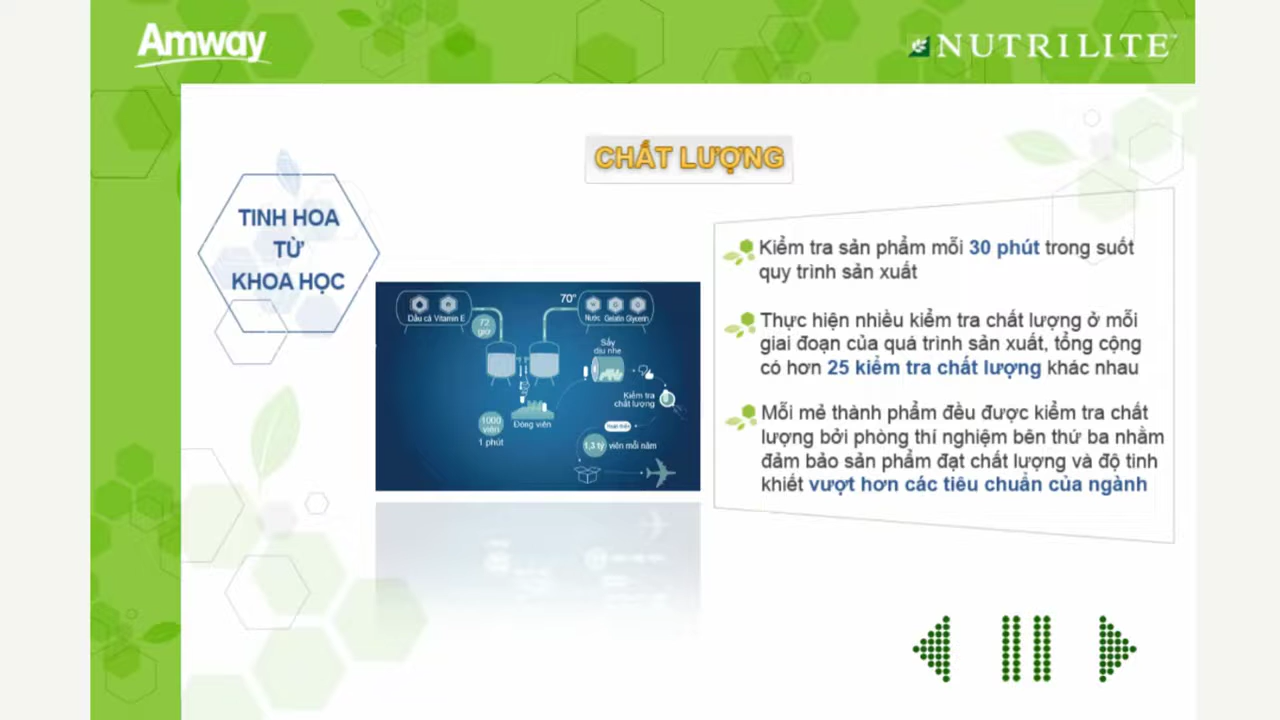 Amway
NUTRILITE™
CHẤT LƯỢNG
TINH HOA
TỪ
KHOA HỌC
Dầu cá Vitamin E
72
giờ
70°
Nước Gelatin Glycerin
Sấy
dịu nhẹ
Kiểm tra
chất lượng
1000
viên
1 phút
Đóng viên
1,3 tỷ viên mỗi năm
Kiểm tra sản phẩm mỗi 30 phút trong suốt
quy trình sản xuất
Thực hiện nhiều kiểm tra chất lượng ở mỗi
giai đoạn của quá trình sản xuất, tổng cộng
có hơn 25 kiểm tra chất lượng khác nhau
Mỗi mẻ thành phẩm đều được kiểm tra chất
lượng bởi phòng thí nghiệm bên thứ ba nhằm
đảm bảo sản phẩm đạt chất lượng và độ tinh
khiết vượt hơn các tiêu chuẩn của ngành